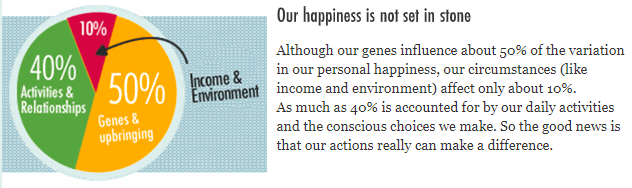 10%
40%
Activities &
Relationships
50%
Genes &
upbringing
Income &
Environment
Our happiness is not set in stone
Although our genes influence about 50% of the variation
in our personal happiness, our circumstances (like
income and environment) affect only about 10%.
As much as 40% is accounted for by our daily activities
and the conscious choices we make. So the good news is
that our actions really can make a difference.